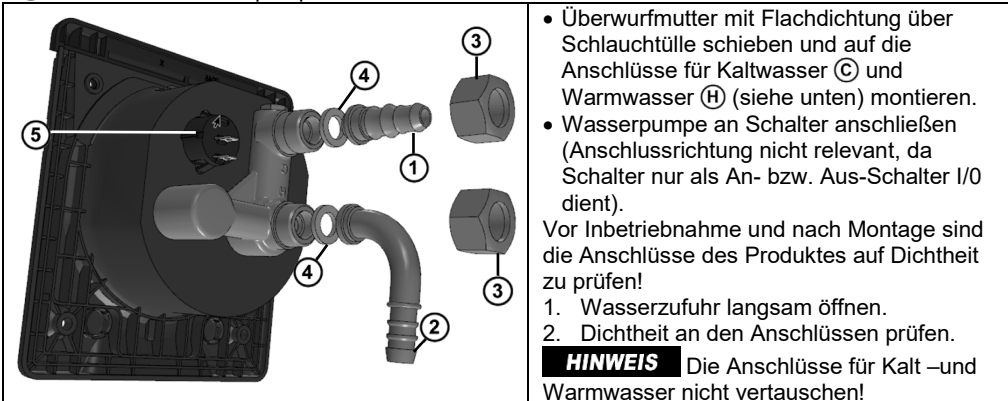 ③
④
⑤
①
③
④
②
• Überwurfmutter mit Flachdichtung über
Schlauchtülle schieben und auf die
Anschlüsse für Kaltwasser Ⓒ und
Warmwasser Ⓗ (siehe unten) montieren.
• Wasserpumpe an Schalter anschließen
(Anschlussrichtung nicht relevant, da
Schalter nur als An- bzw. Aus-Schalter I/0
dient).
Vor Inbetriebnahme und nach Montage sind
die Anschlüsse des Produktes auf Dichtheit
zu prüfen!
1. Wasserzufuhr langsam öffnen.
2. Dichtheit an den Anschlüssen prüfen.
HINWEIS Die Anschlüsse für Kalt –und
Warmwasser nicht vertauschen!